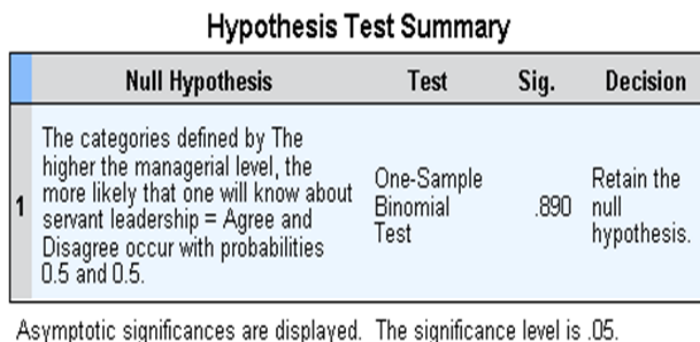 Hypothesis Test Summary
Null Hypothesis Test Sig. Decision
1
The categories defined by The
higher the managerial level, the
more likely that one will know about
servant leadership = Agree and
Disagree occur with probabilities
0.5 and 0.5.
One-Sample
Binomial
Test
.890
Retain the
null
hypothesis.
Asymptotic significances are displayed. The significance level is .05.